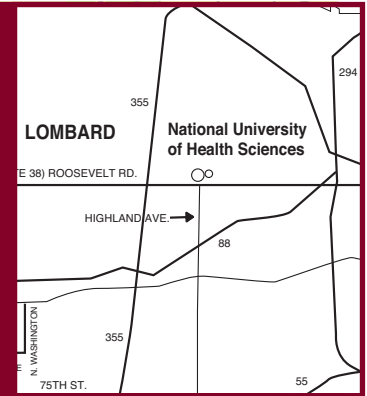 294
355
LOMBARD
National University
of Health Sciences
E 38) ROOSEVELT RD.
HIGHLAND AVE.
88
N. WASHINGTON
355
E
75TH ST.
55